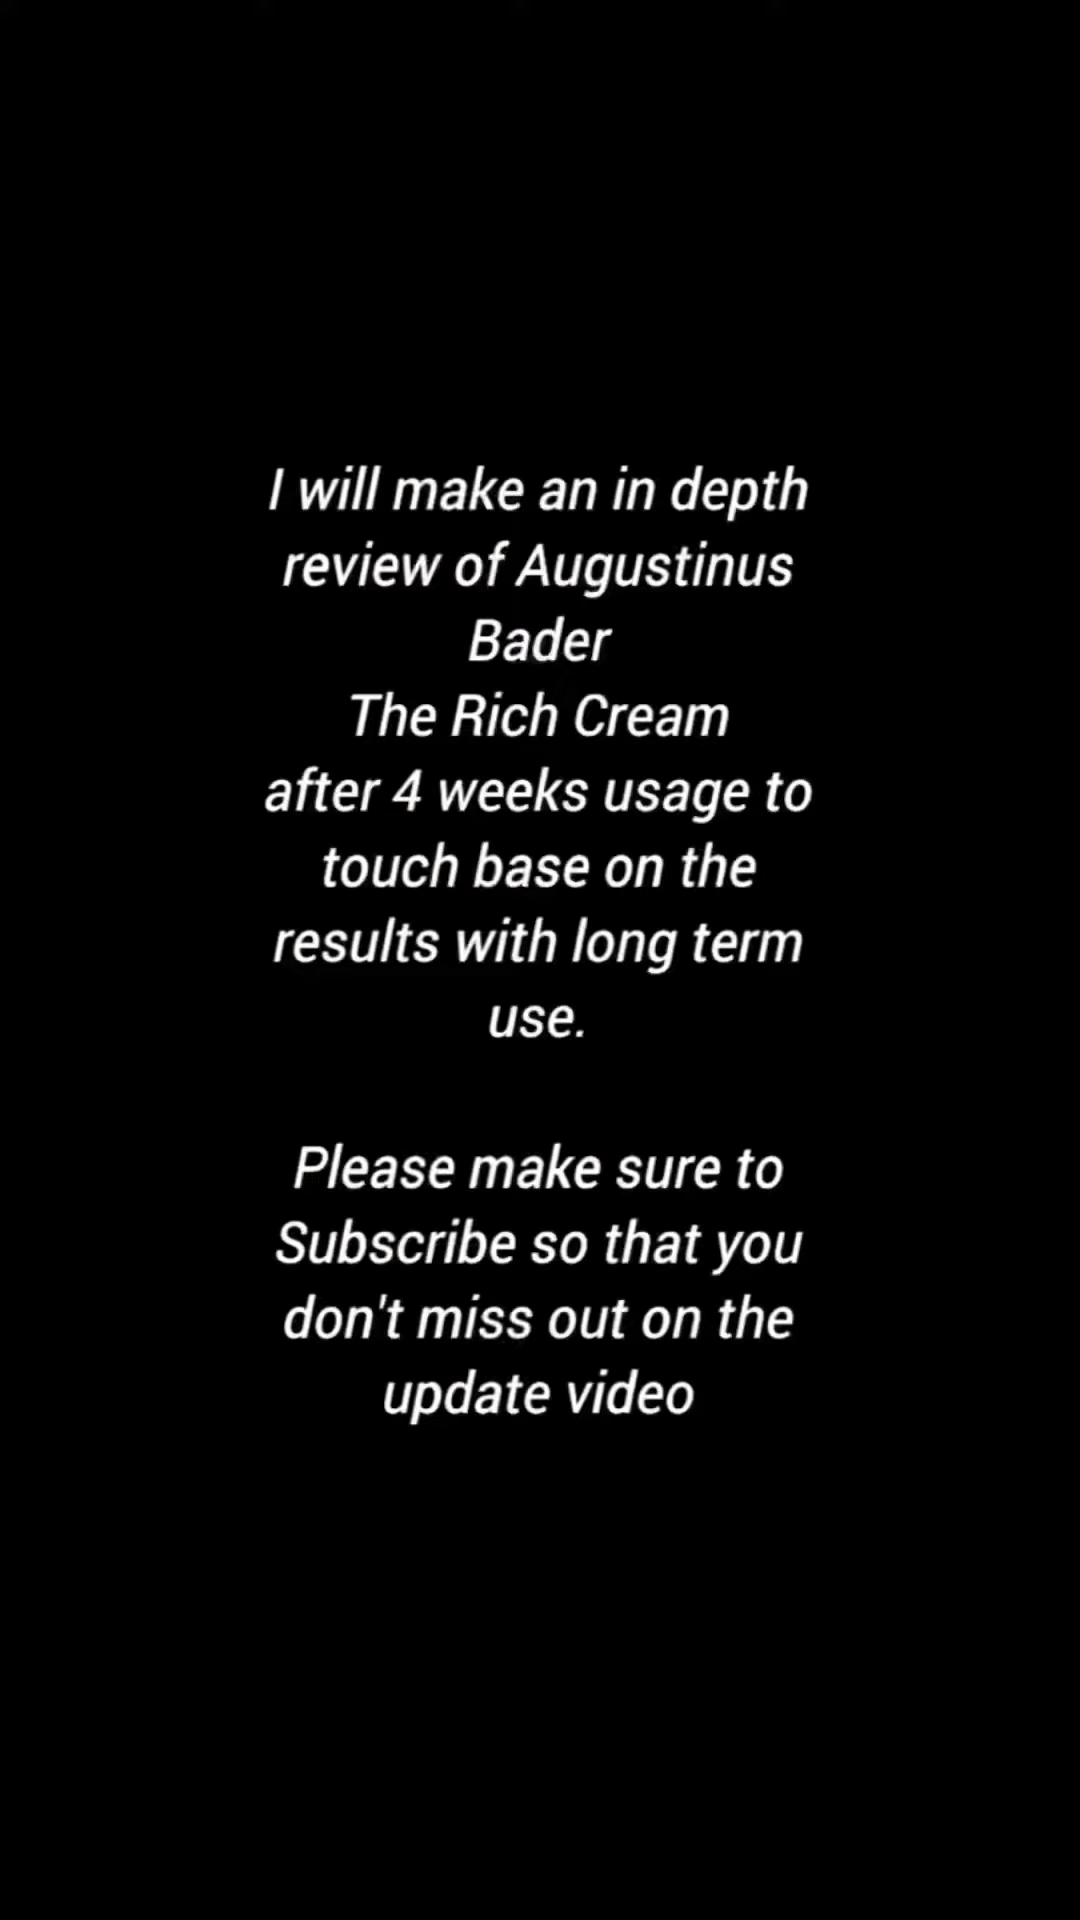 I will make an in depth
review of Augustinus
Bader
The Rich Cream
after 4 weeks usage to
touch base on the
results with long term
use.
Please make sure to
Subscribe so that you
don't miss out on the
update video